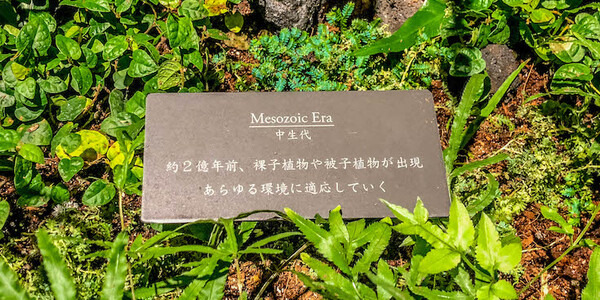 Mesozoic Era
中生代
約２億年前、裸子植物や被子植物が出現
あらゆる環境に適応していく